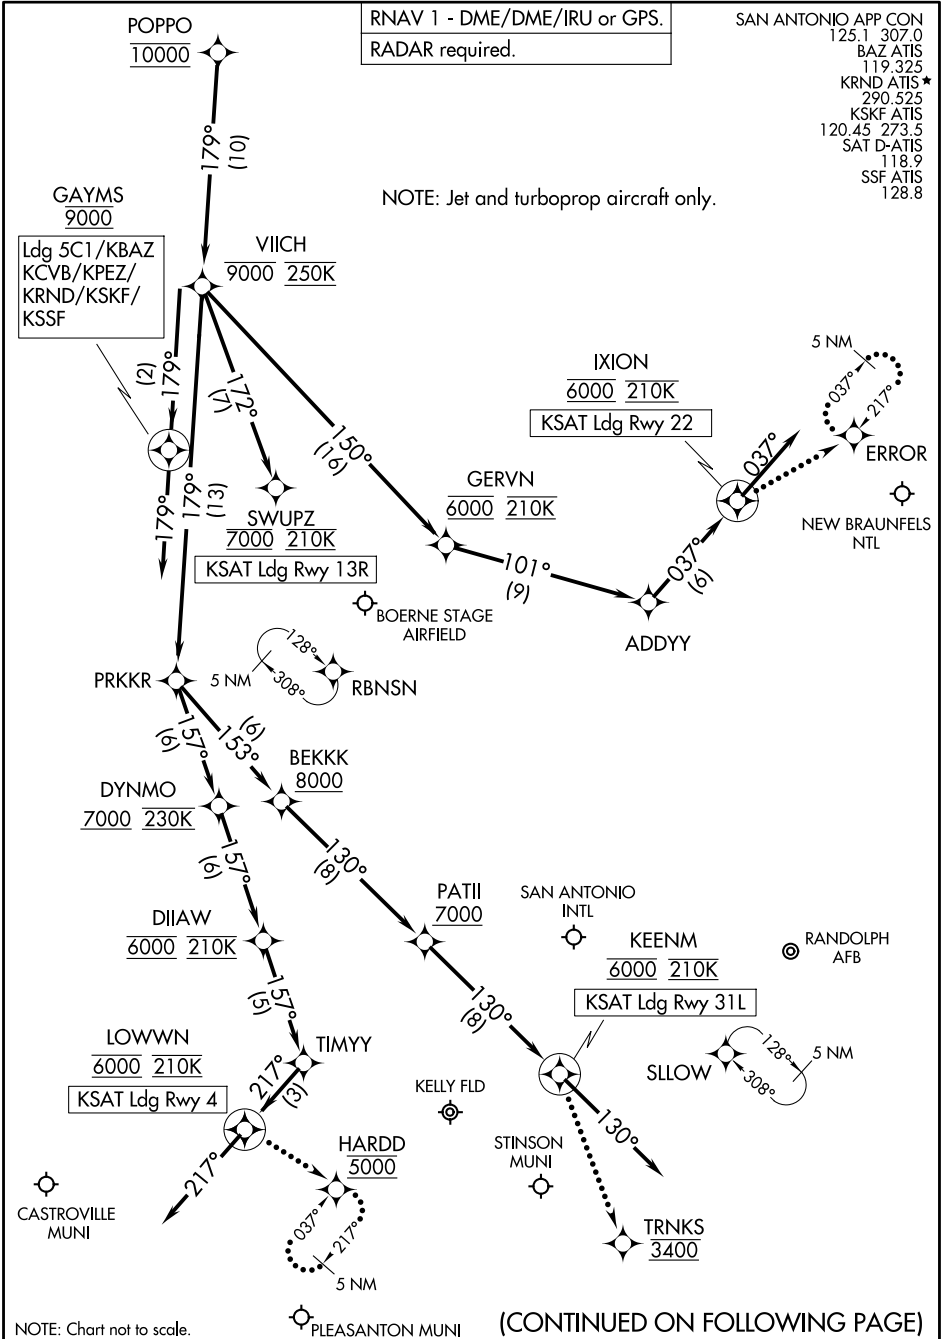 RNAV 1 - DME/DME/IRU or GPS.
RADAR required.
SAN ANTONIO APP CON
125.1 307.0
BAZ ATIS
119.325
KRND ATIS★
290.525
KSKF ATIS
120.45 273.5
SAT D-ATIS
118.9
SSF ATIS
128.8
POPPO
10000
179°
(10)
NOTE: Jet and turboprop aircraft only.
GAYMS
9000
Ldg 5C1/KBAZ
KCVB/KPEZ/
KRND/KSKF/
KSSF
VIICH
9000 250K
(2)
179°
179°
179°
(13)
172°
(7)
150°
(16)
SWUPZ
7000 210K
KSAT Ldg Rwy 13R
GERVN
6000 210K
101°
(9)
IXION
6000 210K
KSAT Ldg Rwy 22
037°
037°
(6)
ADDYY
5 NM
037°
217°
ERROR
NEW BRAUNFELS
NTL
BOERNE STAGE
AIRFIELD
PRKKR
5 NM
128°
308°
RBNSN
157°
(6)
(6)
153°
BEKKK
8000
DYNMO
7000 230K
157°
(6)
130°
(8)
DIIAW
6000 210K
PATII
7000
SAN ANTONIO
INTL
KEENM
6000 210K
KSAT Ldg Rwy 31L
RANDOLPH
AFB
157°
(5)
130°
(8)
LOWWN
6000 210K
KSAT Ldg Rwy 4
TIMYY
217°
(3)
217°
KELLY FLD
SLLOW
128°
308°
5 NM
130°
HARDD
5000
037°
217°
5 NM
STINSON
MUNI
CASTROVILLE
MUNI
TRNKS
3400
NOTE: Chart not to scale.
PLEASANTON MUNI
(CONTINUED ON FOLLOWING PAGE)